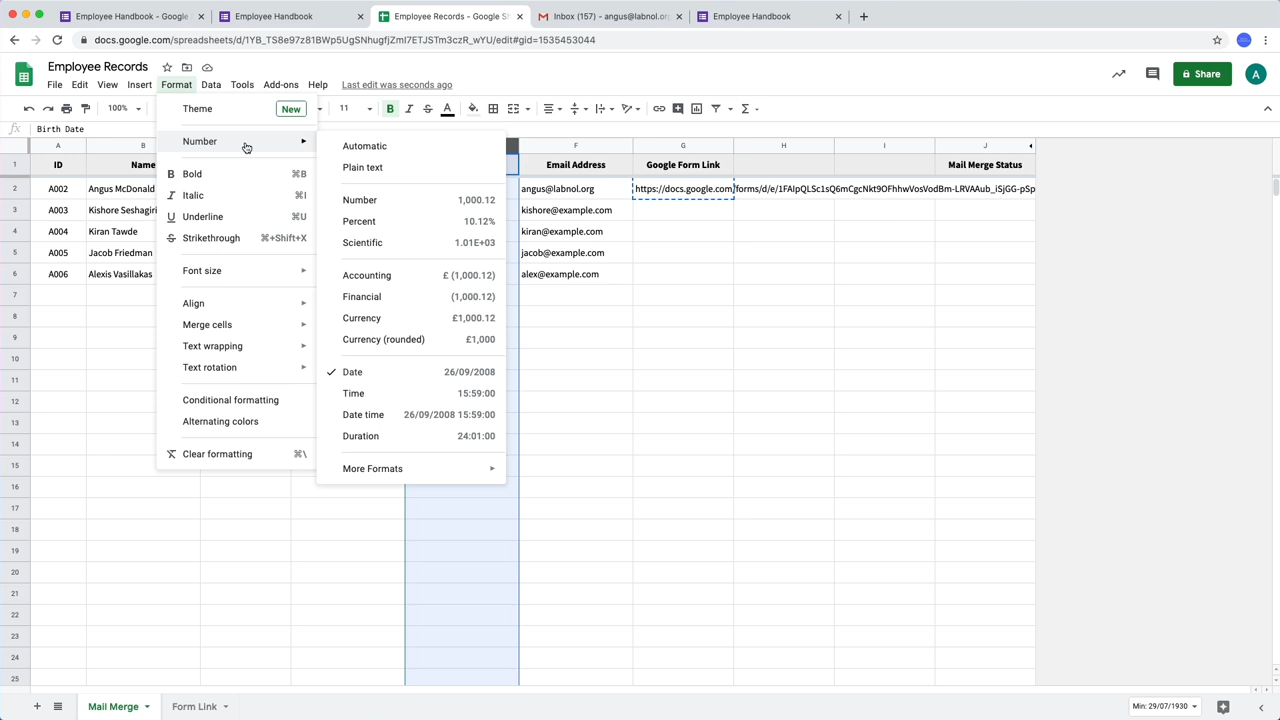 Employee Handbook - Google
Employee Handbook
Employee Records - Google Sh
Inbox (157) - angus@labnol.or
Employee Handbook
docs.google.com/spreadsheets/d/1YB_TS8e97z81BWp5UgSNhugfjZmI7ETJSTm3czR_wYU/edit#gid=1535453044
Employee Records
File Edit View Insert Format Data Tools Add-ons Help Last edit was seconds ago
Share
A
100%
11
B I S A
fx Birth Date
A B F G H I J
1 ID Name Email Address Google Form Link Mail Merge Status
2 A002 Angus McDonald angus@labnol.org https://docs.google.com/forms/d/e/1FAIpQLSc1sQ6mCgcNkt9OFhhwVosVodBm-LRVAAub_iSjGG-pSp
3 A003 Kishore Seshagiri kishore@example.com
4 A004 Kiran Tawde kiran@example.com
5 A005 Jacob Friedman jacob@example.com
6 A006 Alexis Vasillakas alex@example.com
7
8
9
10
11
12
13
14
15
16
17
18
19
20
21
22
23
24
25
Theme New
Number
B Bold ⌘B
I Italic ⌘I
U Underline ⌘U
S Strikethrough ⌘+Shift+X
Font size
Align
Merge cells
Text wrapping
Text rotation
Conditional formatting
Alternating colors
Clear formatting ⌘\
Automatic
Plain text
Number 1,000.12
Percent 10.12%
Scientific 1.01E+03
Accounting £ (1,000.12)
Financial (1,000.12)
Currency £1,000.12
Currency (rounded) £1,000
Date 26/09/2008
Time 15:59:00
Date time 26/09/2008 15:59:00
Duration 24:01:00
More Formats
Mail Merge
Form Link
Min: 29/07/1930